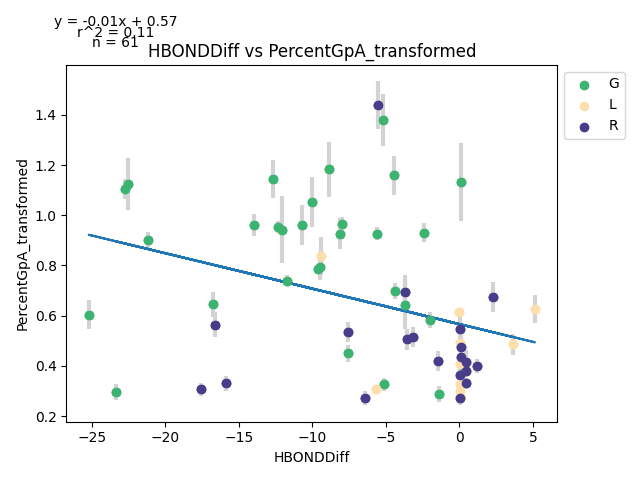 y = -0.01x + 0.57
r^2 = 0.11
n = 61
HBONDDiff vs PercentGpA_transformed
G
L
R
PercentGpA_transformed
1.4
1.2
1.0
0.8
0.6
0.4
0.2
−25 −20 −15 −10 −5 0 5
HBONDDiff